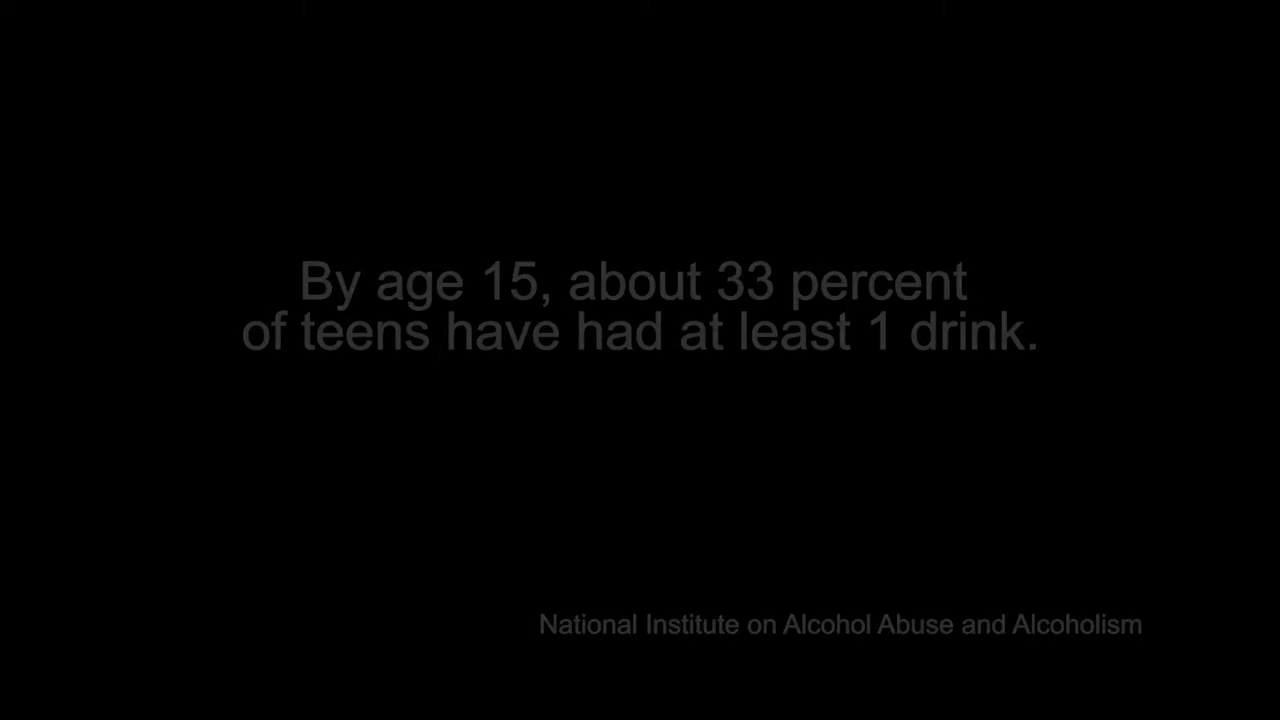 By age 15, about 33 percent
of teens have had at least 1 drink.
National Institute on Alcohol Abuse and Alcoholism